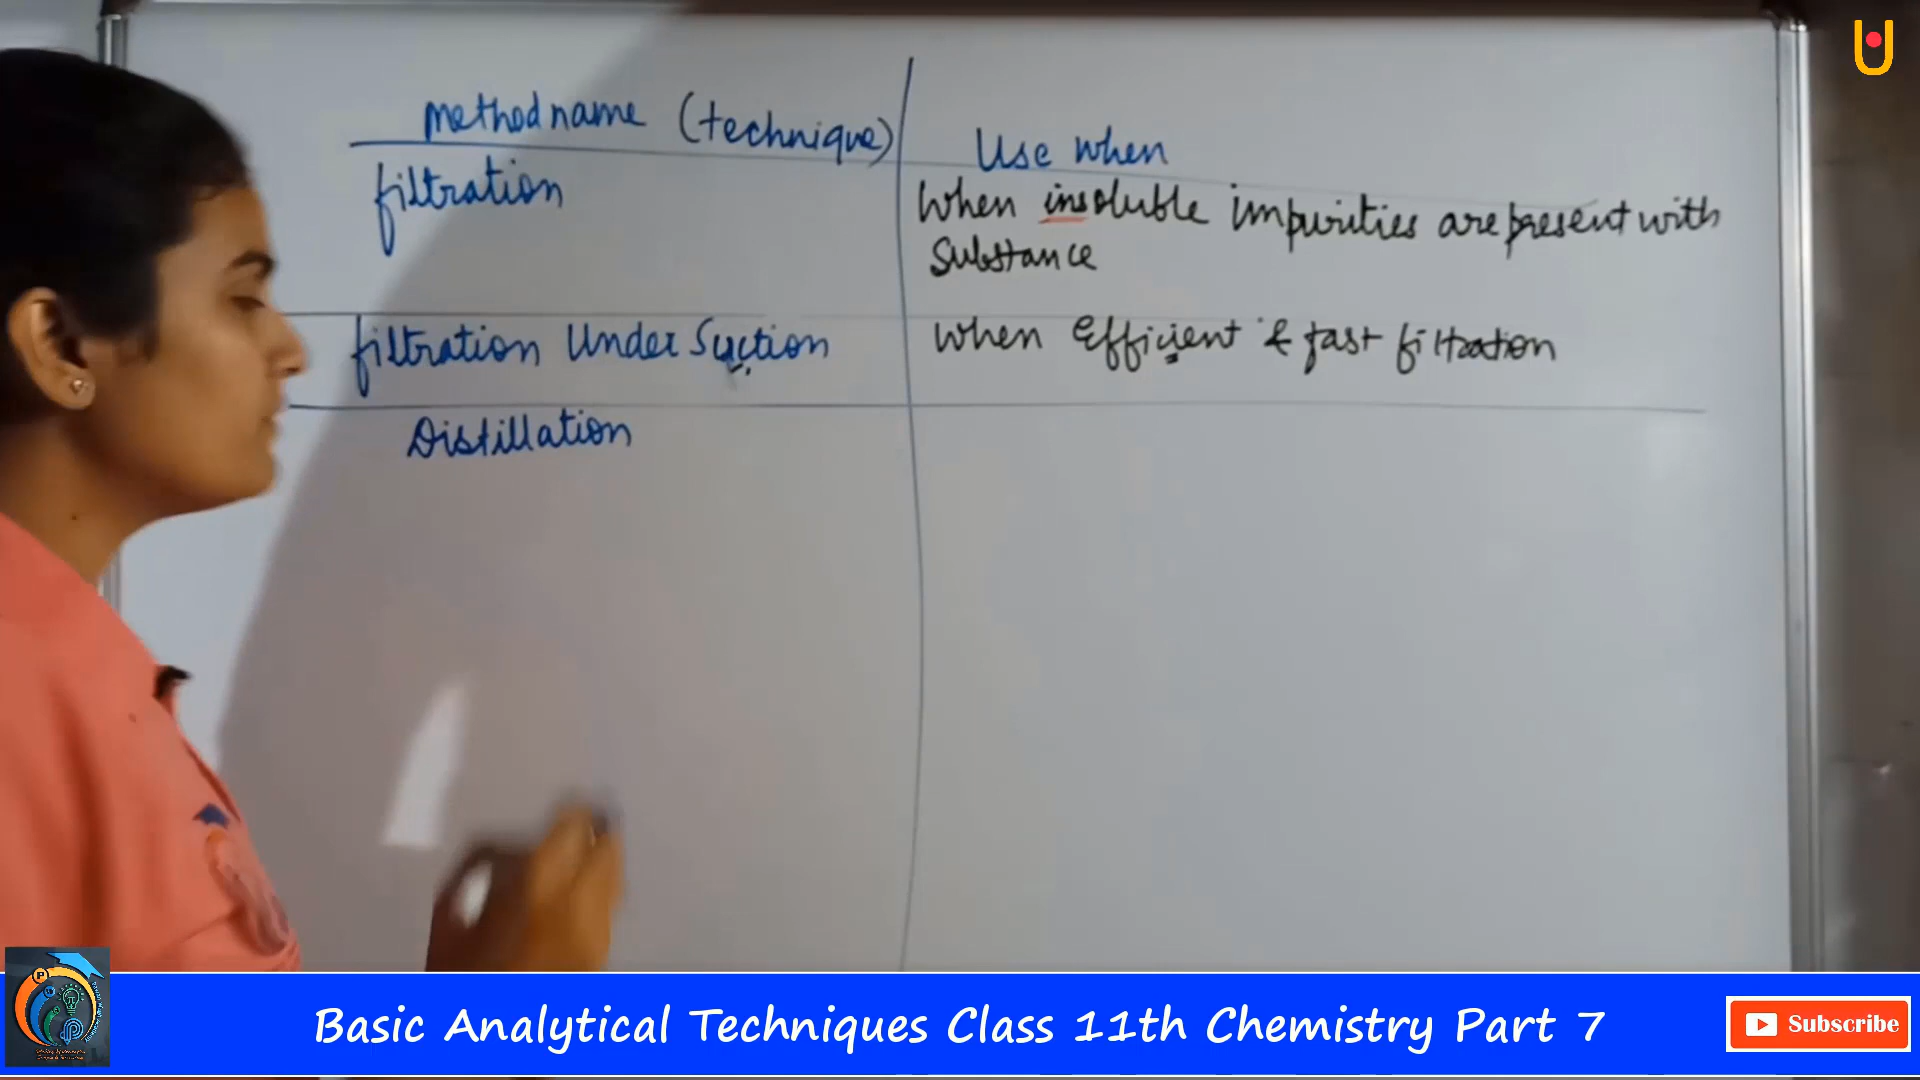 Method name (technique)
Use when
filtration
When insoluble impurities are present with
Substance
filtration Under Suction
When Efficient & fast filtration
Distillation
Basic Analytical Techniques Class 11th Chemistry Part 7
Subscribe